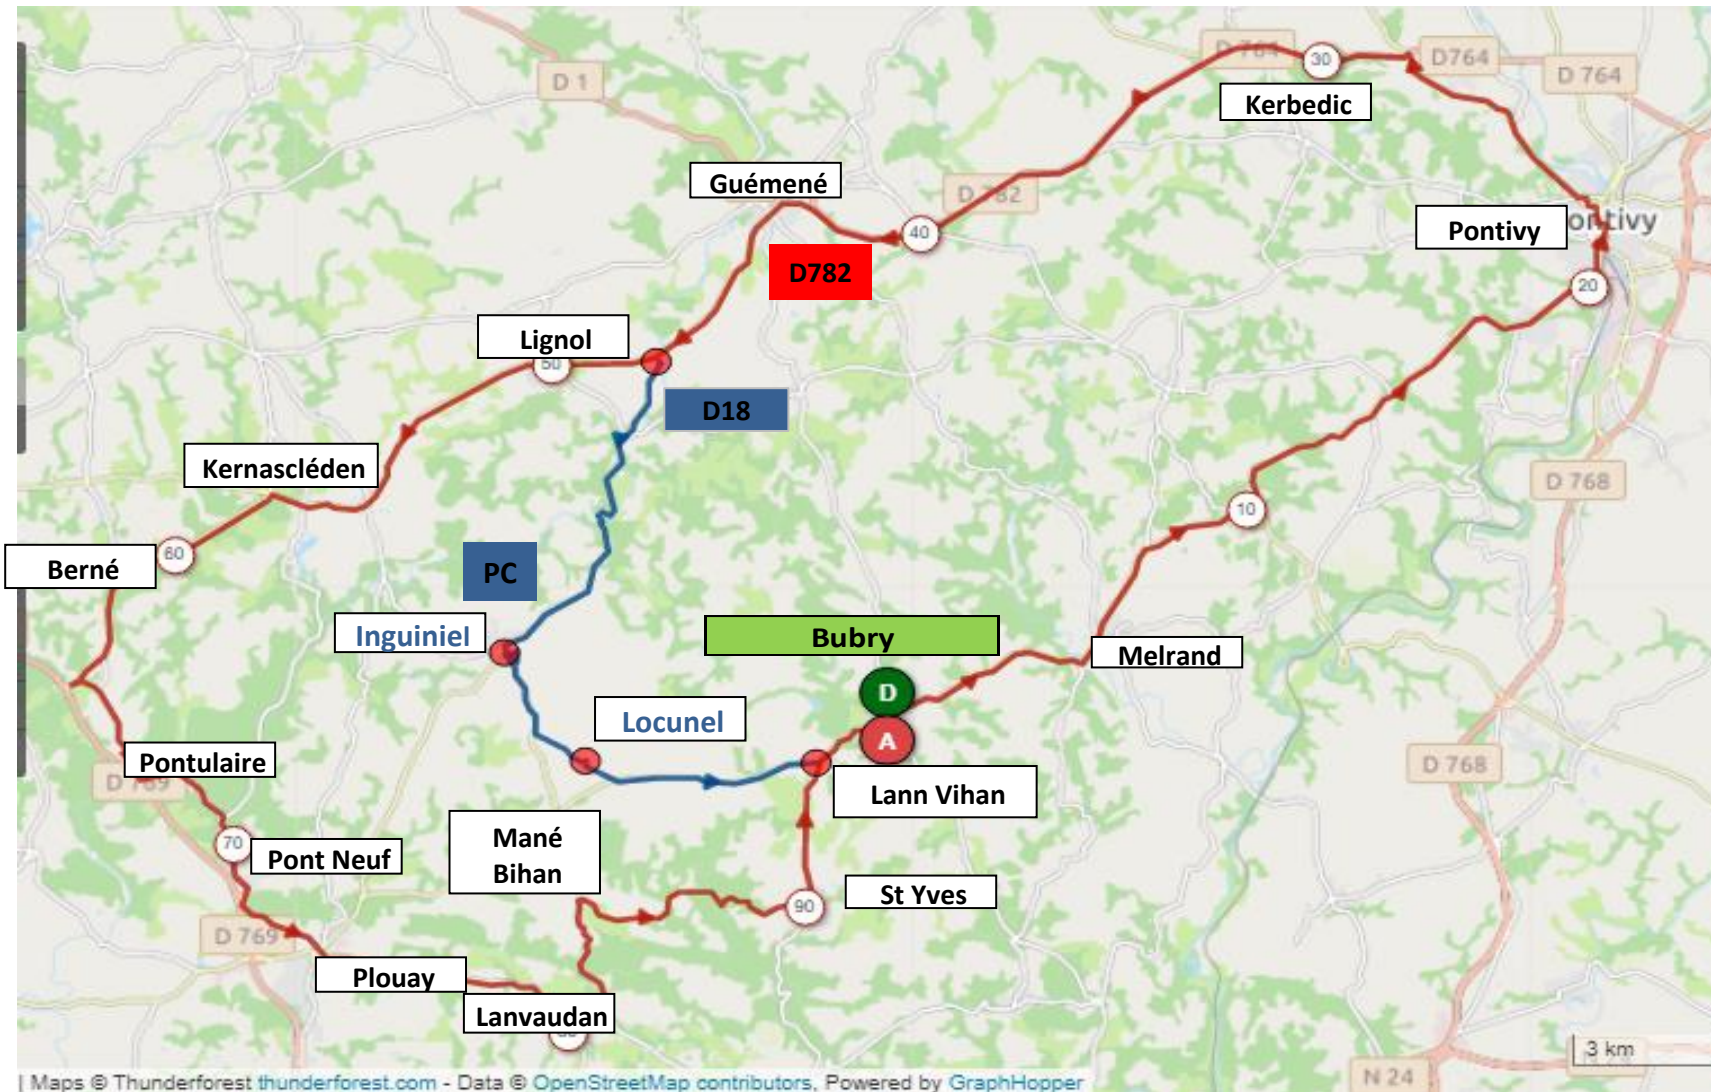 D 764
30
D764
D 764
D 1
Kerbedic
Guémené
D 782
Pontivy
40
D782
20
Lignol
50
D18
Kernascléden
D 768
10
60
Berné
PC
Inguiniel
Bubry
Melrand
D
Locunel
A
Pontulaire
D 769
D 768
Lann Vihan
Mané
Bihan
70
Pont Neuf
St Yves
90
D 769
Plouay
Lanvaudan
3 km
N 24
| Maps © Thunderforest thunderforest.com - Data © OpenStreetMap contributors, Powered by GraphHopper